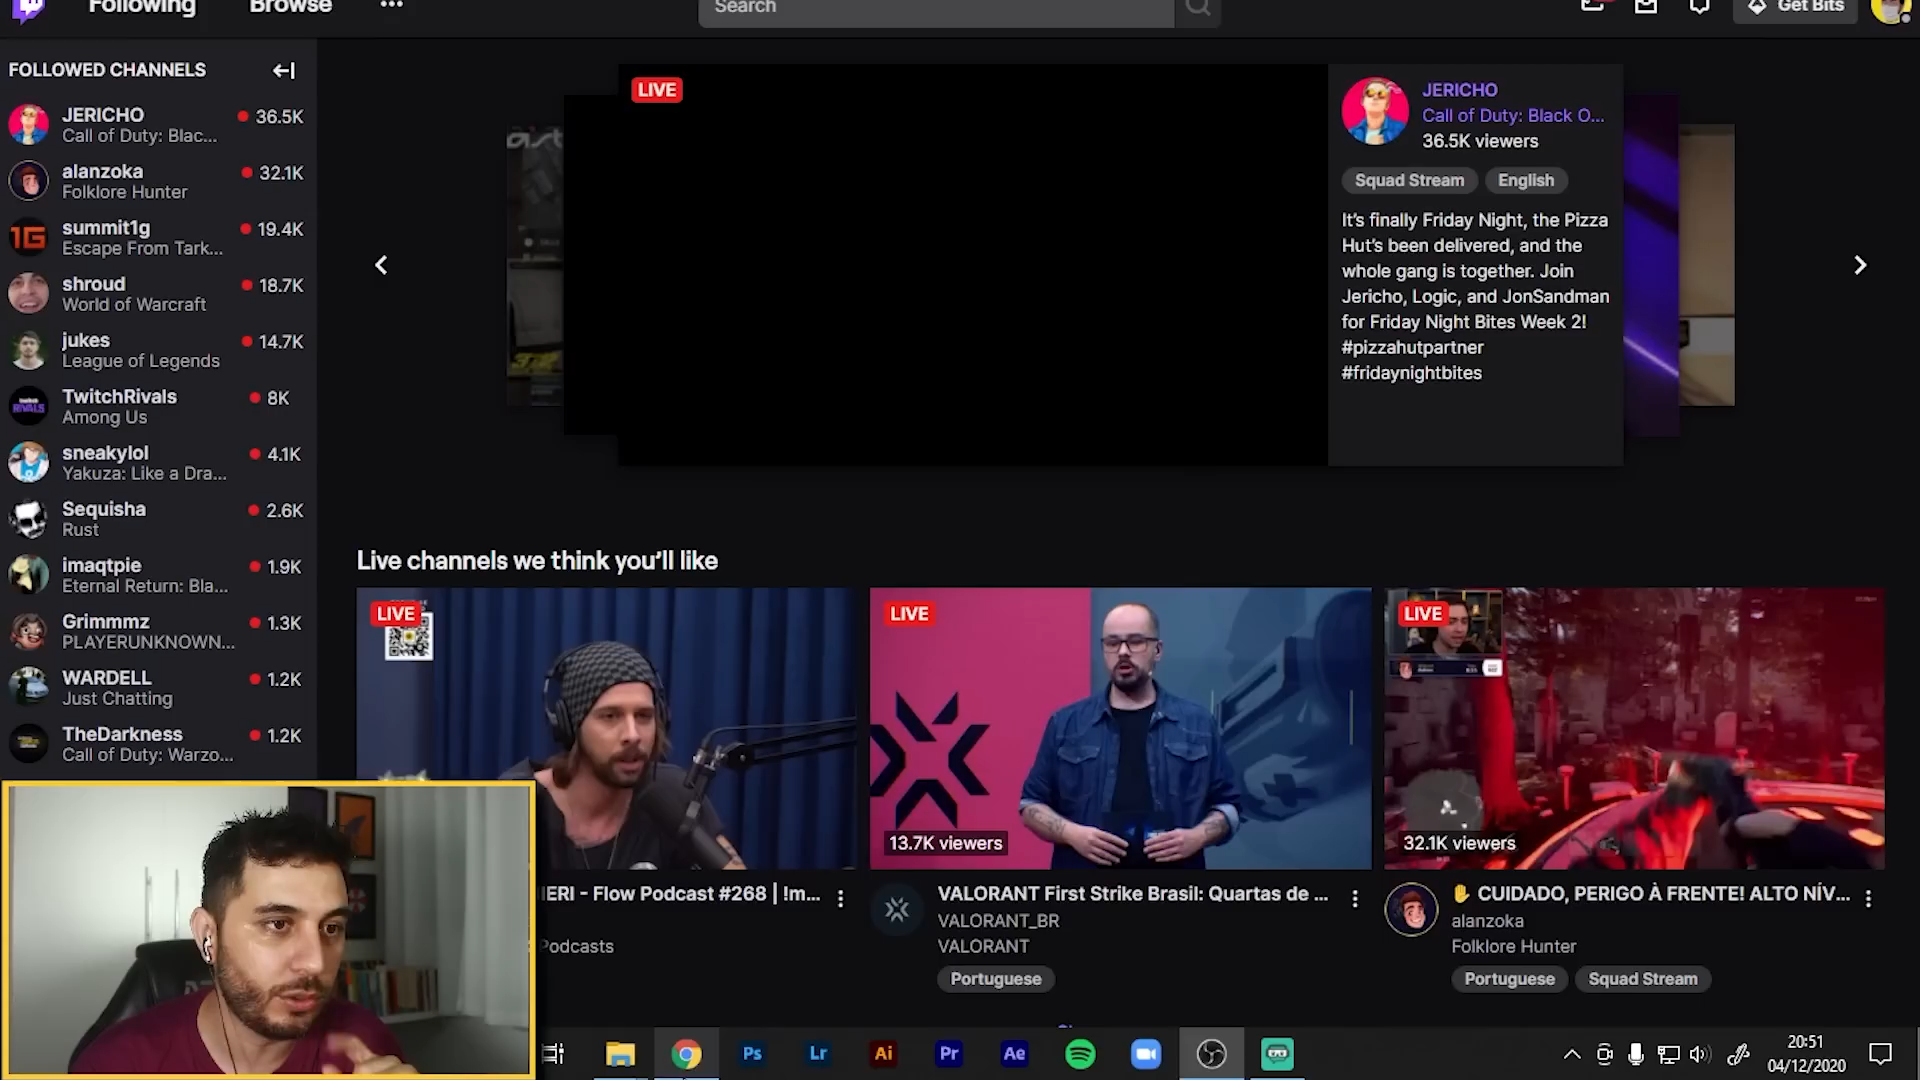 Following
Browse
Search
Get Bits
FOLLOWED CHANNELS
JERICHO
36.5K
Call of Duty: Blac...
alanzoka
32.1K
Folklore Hunter
1G
summit1g
19.4K
Escape From Tark...
shroud
18.7K
World of Warcraft
jukes
14.7K
League of Legends
RIVALS
TwitchRivals
8K
Among Us
sneakylol
4.1K
Yakuza: Like a Dra...
Sequisha
2.6K
Rust
imaqtpie
1.9K
Eternal Return: Bla...
Grimmmz
1.3K
PLAYERUNKNOWN...
WARDELL
1.2K
Just Chatting
TheDarkness
1.2K
Call of Duty: Warzo...
LIVE
JERICHO
Call of Duty: Black O...
36.5K viewers
Squad Stream
English
It's finally Friday Night, the Pizza
Hut's been delivered, and the
whole gang is together. Join
Jericho, Logic, and JonSandman
for Friday Night Bites Week 2!
#pizzahutpartner
#fridaynightbites
Live channels we think you'll like
LIVE
IERI - Flow Podcast #268 | !m...
Podcasts
LIVE
13.7K viewers
VALORANT First Strike Brasil: Quartas de ...
VALORANT_BR
VALORANT
Portuguese
LIVE
32.1K viewers
CUIDADO, PERIGO À FRENTE! ALTO NÍV...
alanzoka
Folklore Hunter
Portuguese
Squad Stream
Ps
Lr
Ai
Pr
Ae
20:51
04/12/2020